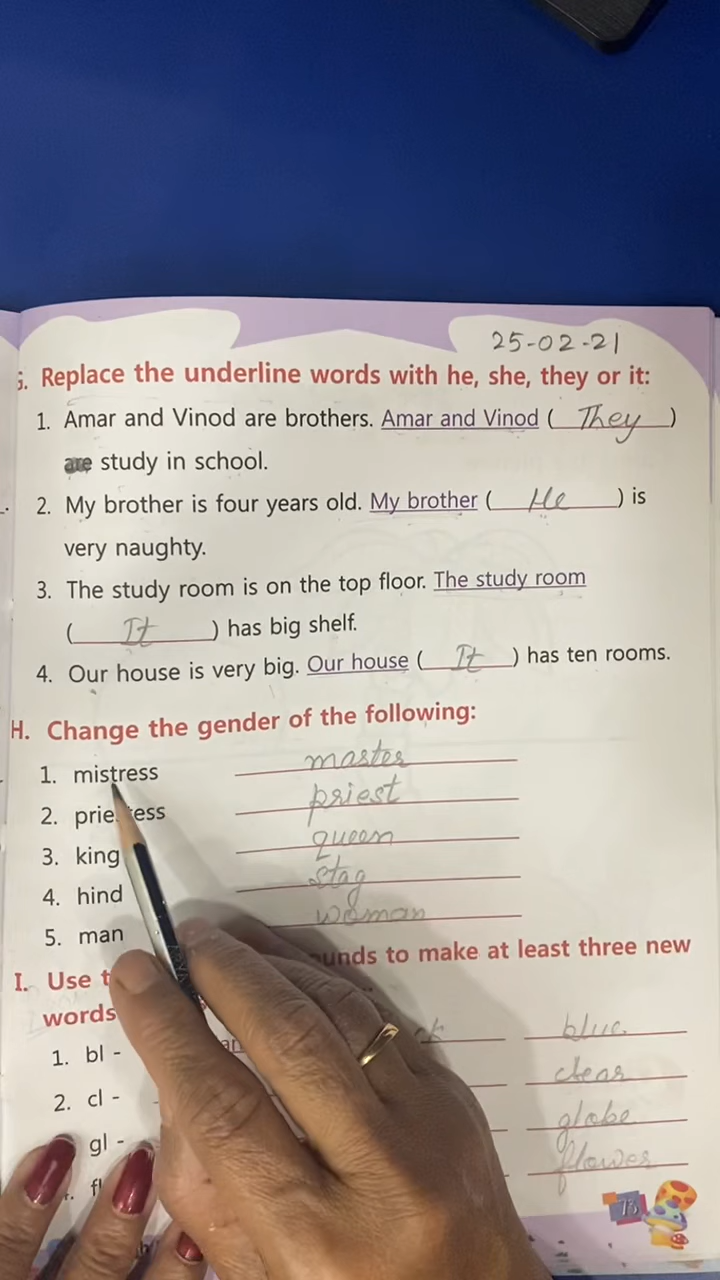 25-02-21
G. Replace the underline words with he, she, they or it:
1. Amar and Vinod are brothers. Amar and Vinod ( They )
are study in school.
2. My brother is four years old. My brother ( He ) is
very naughty.
3. The study room is on the top floor. The study room
( It ) has big shelf.
4. Our house is very big. Our house ( It ) has ten rooms.
H. Change the gender of the following:
1. mistress master
2. priestess priest
3. king queen
4. hind stag
5. man woman
I. Use to make at least three new
words
1. bl - blue
2. cl - clear
gl - globe
fl flower
73